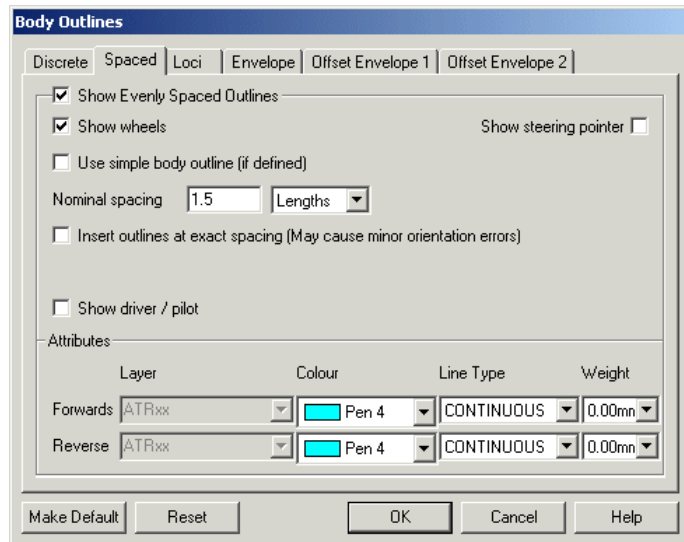 Body Outlines
Discrete Spaced Loci Envelope Offset Envelope 1 Offset Envelope 2
Show Evenly Spaced Outlines
Show wheels Show steering pointer
Use simple body outline (if defined)
Nominal spacing 1.5 Lengths
Insert outlines at exact spacing (May cause minor orientation errors)
Show driver / pilot
Attributes
Layer Colour Line Type Weight
Forwards ATRxx Pen 4 CONTINUOUS 0.00mn
Reverse ATRxx Pen 4 CONTINUOUS 0.00mn
Make Default Reset OK Cancel Help